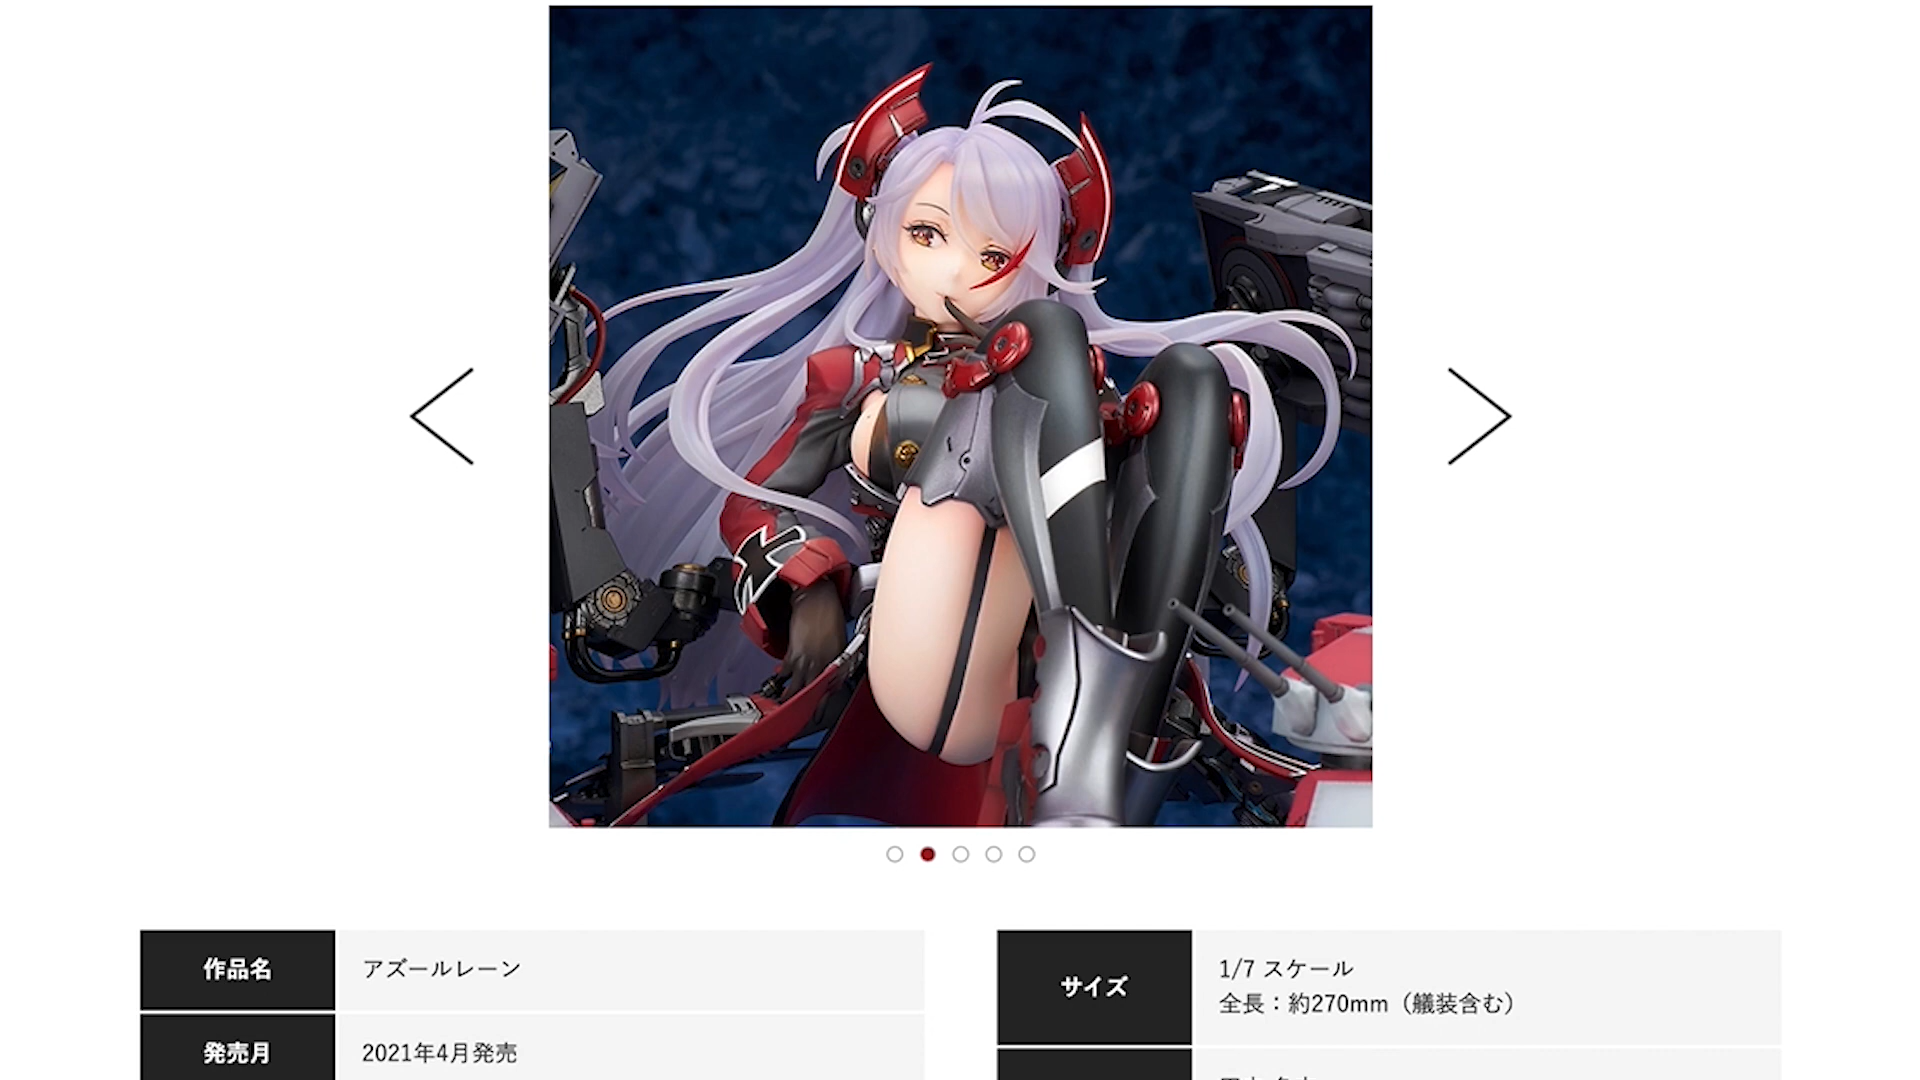 作品名
アズールレーン
発売月
2021年4月発売
サイズ
1/7 スケール
全長：約270mm（艤装含む）